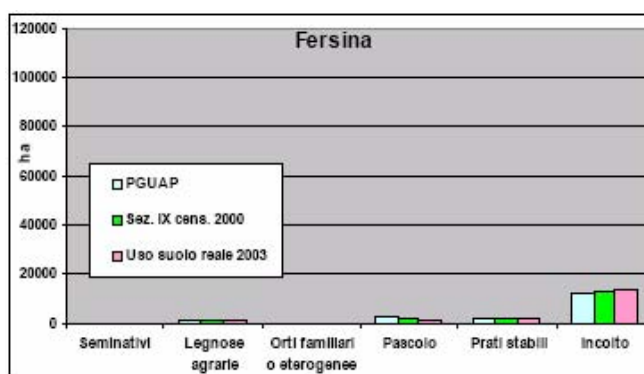 Fersina
120000
100000
80000
60000
40000
20000
0
ha
PGUAP
Sez. IX cens. 2000
Uso suolo reale 2003
Seminativi
Legnose agrarie
Orti familiari o eterogenee
Pascolo
Prati stabili
Incolto